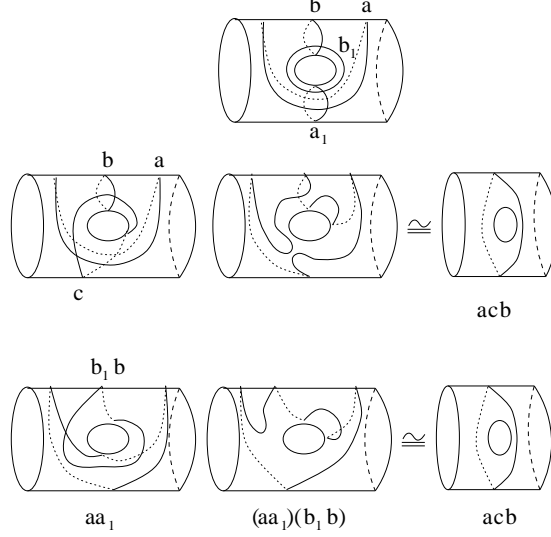 b a
b₁
a₁
b a
c
≅
acb
b₁ b
≅
aa₁ (aa₁)(b₁ b) acb